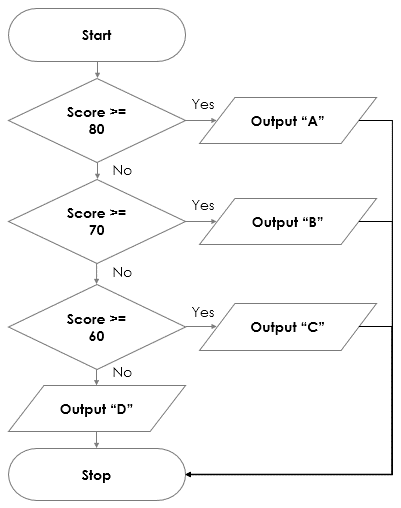 Start
Score >=
80
Yes
Output “A”
No
Score >=
70
Yes
Output “B”
No
Score >=
60
Yes
Output “C”
No
Output “D”
Stop